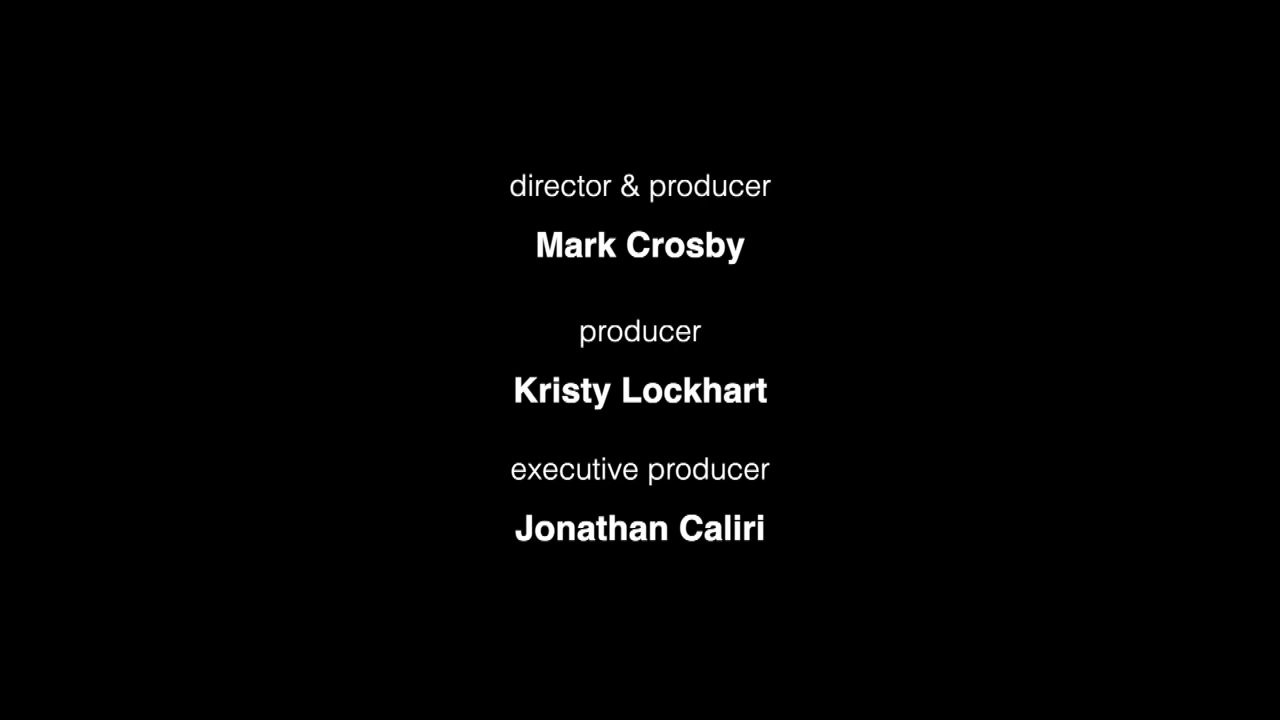 director & producer
Mark Crosby
producer
Kristy Lockhart
executive producer
Jonathan Caliri